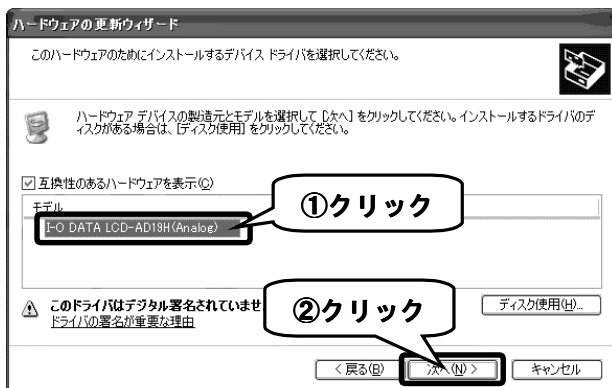 ハードウェアの更新ウィザード
このハードウェアのためにインストールするデバイス ドライバを選択してください。
ハードウェア デバイスの製造元とモデルを選択して [次へ] をクリックしてください。インストールするドライバのデ
ィスクがある場合は、[ディスク使用] をクリックしてください。
互換性のあるハードウェアを表示(C)
①クリック
モデル
I-O DATA LCD-AD19H(Analog)
このドライバはデジタル署名されていませ
②クリック
ディスク使用(H)...
ドライバの署名が重要な理由
< 戻る(B)
次へ(N) >
キャンセル